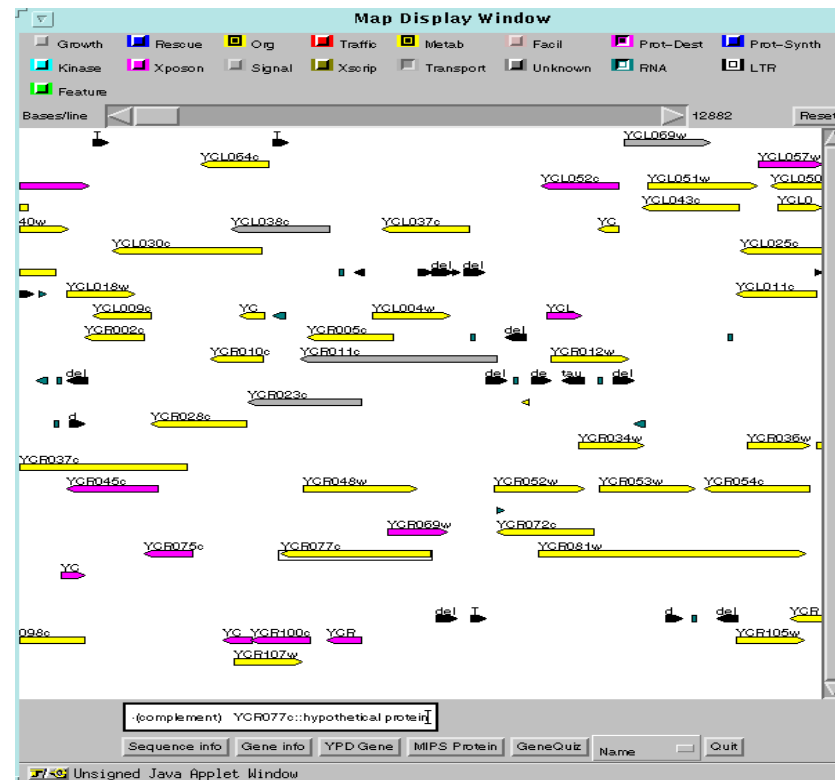 Map Display Window
Growth Rescue Org Traffic Metab Facil Prot-Dest Prot-Synth
Kinase Xposon Signal Xscrip Transport Unknown RNA LTR
Feature
Bases/line 12882 Reset
T T YCL069w
YCL064c YCL057w
YCL052c YCL051w YCL050
YCL043c YCL0
40w YCL038c YCL037c YC
YCL030c YCL025c
del del
YCL018w YCL011c
YCL009c YC YCL004w YCL
YCR002c YCR005c del
YCR010c YCR011c YCR012w
del del de tau del
YCR023c
d YCR028c
YCR034w YCR036w
YCR037c
YCR045c YCR048w YCR052w YCR053w YCR054c
YCR069w YCR072c
YCR075c YCR077c YCR081w
YC
del T d del YCR
098c YC YCR100c YCR YCR105w
YCR107w
-(complement) YCR077c::hypothetical protein
Sequence info Gene info YPD Gene MIPS Protein GeneQuiz Name Quit
Unsigned Java Applet Window